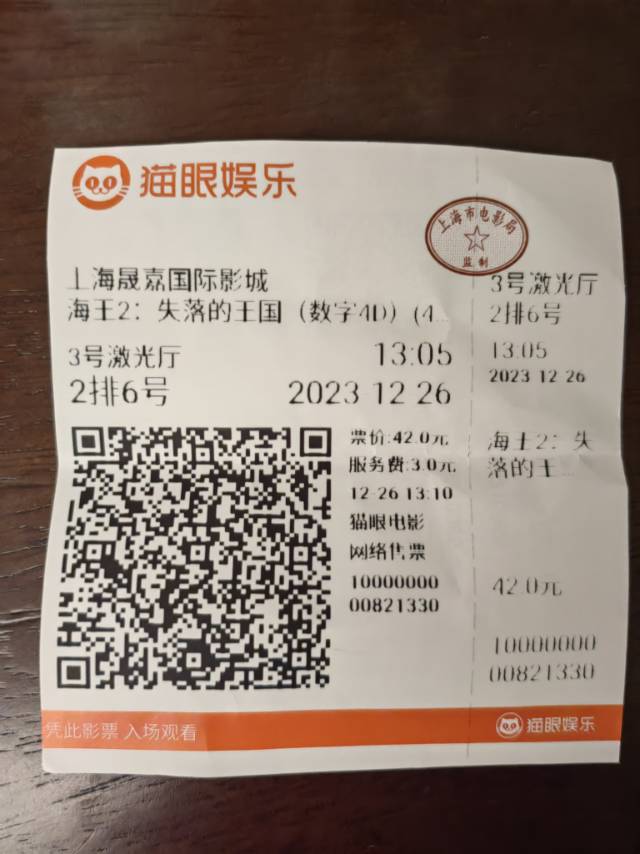 猫眼娱乐
上海市电影局
监制
上海晟嘉国际影城
海王2：失落的王国（数字4D）(4...
3号激光厅 13:05
2排6号 2023 12 26
票价:42.0元
服务费:3.0元
12-26 13:10
猫眼电影
网络售票
10000000
00821330
3号激光厅
2排6号
13:05
2023 12 26
海王2：失
落的王...
42.0元
10000000
00821330
凭此影票 入场观看
猫眼娱乐